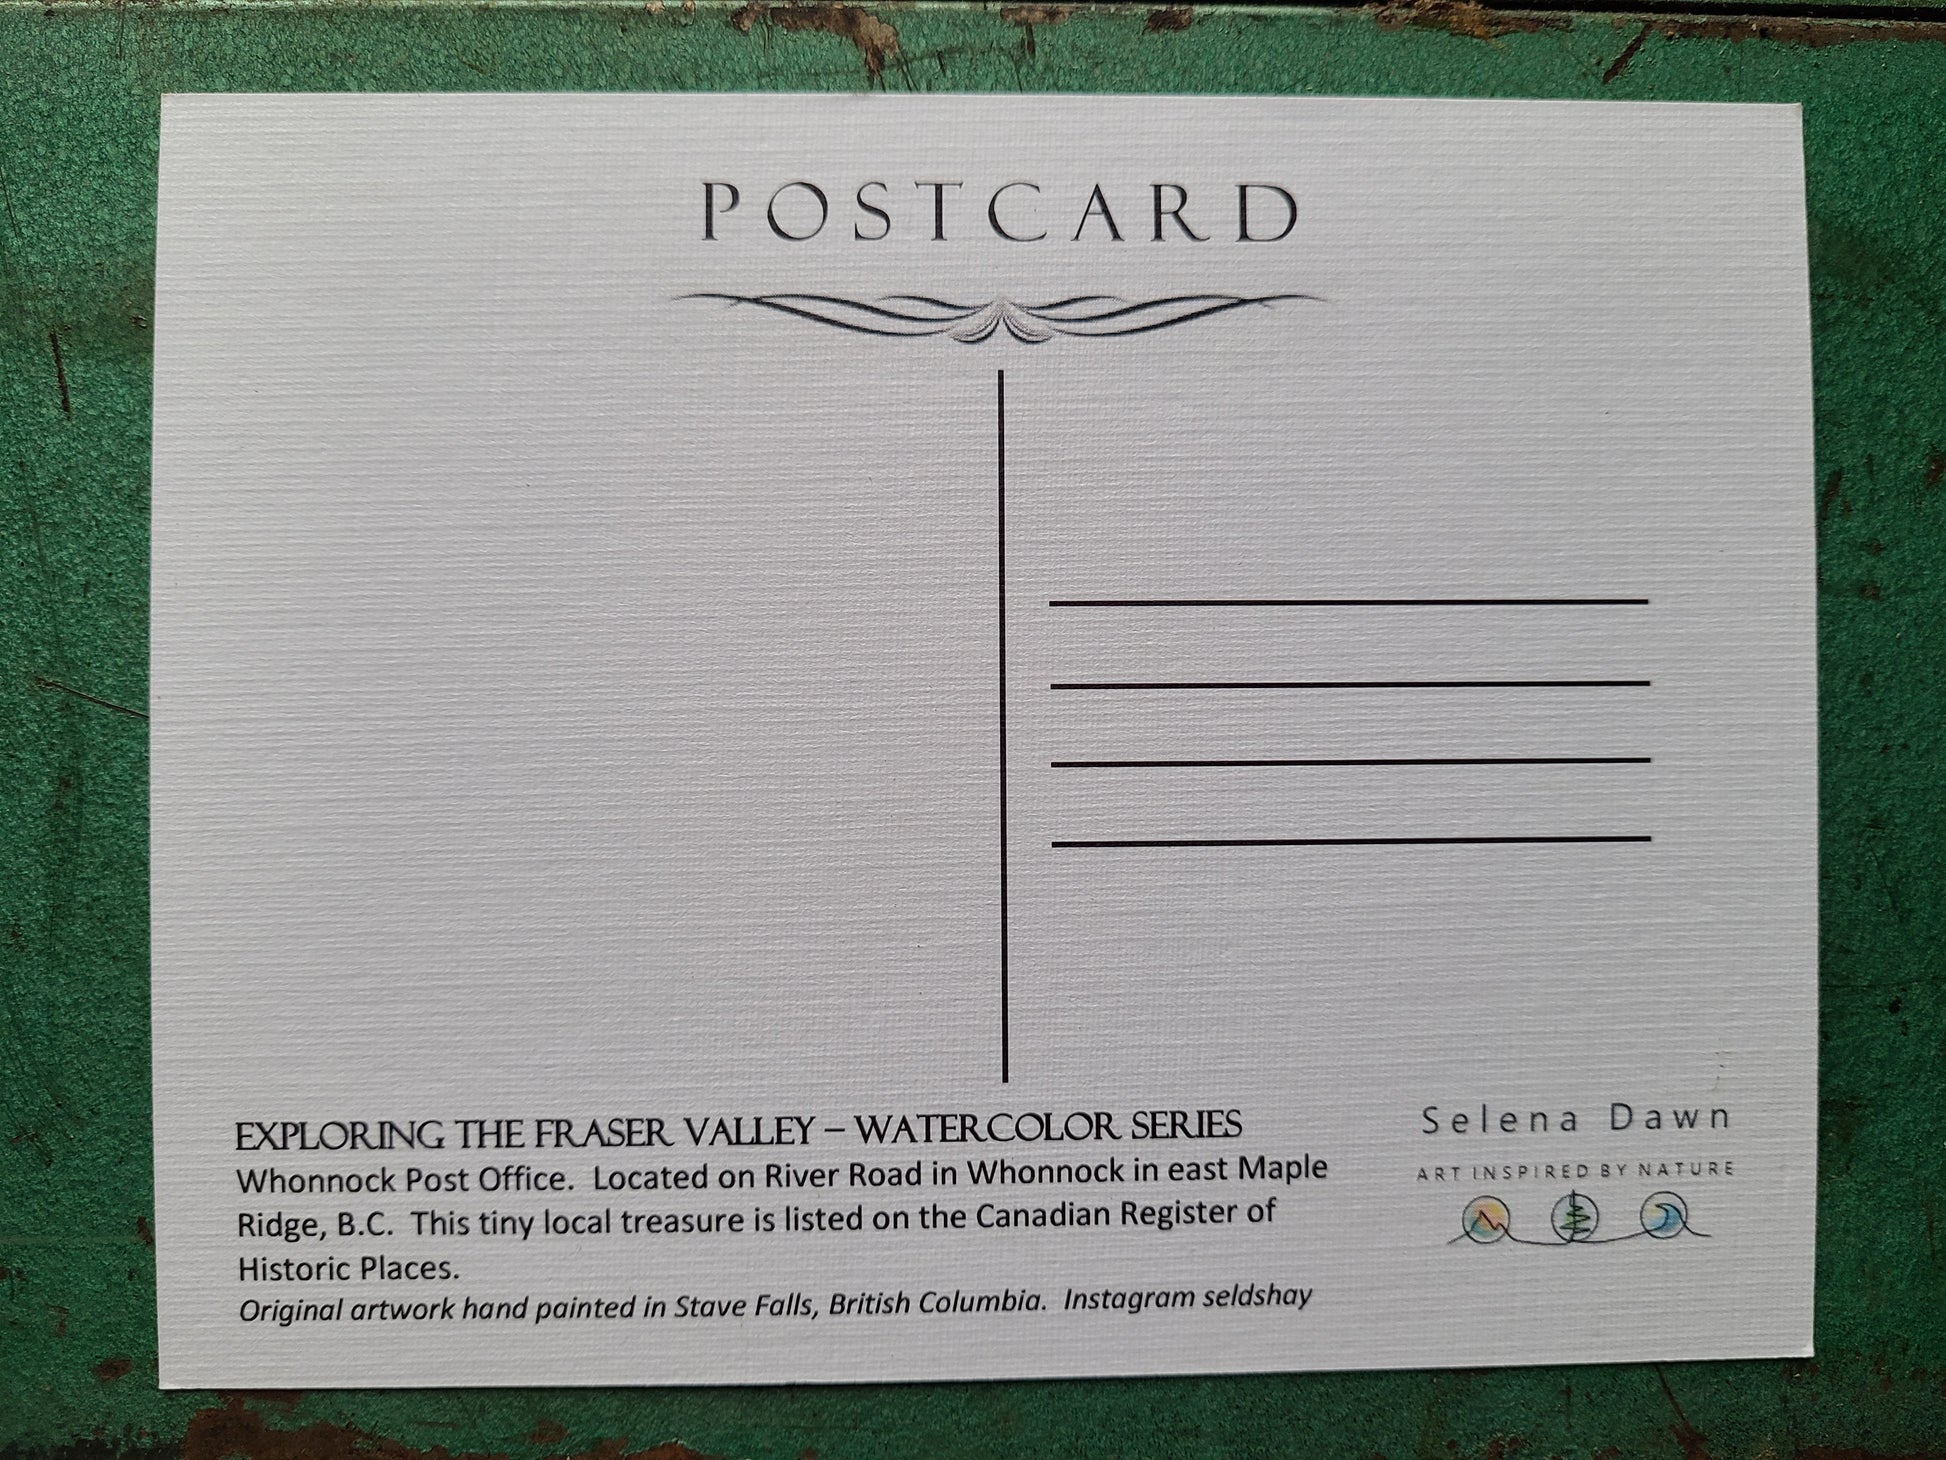 POSTCARD
EXPLORING THE FRASER VALLEY – WATERCOLOR SERIES
Whonnock Post Office.  Located on River Road in Whonnock in east Maple
Ridge, B.C.  This tiny local treasure is listed on the Canadian Register of
Historic Places.
Original artwork hand painted in Stave Falls, British Columbia.  Instagram seldshay
Selena Dawn
ART INSPIRED BY NATURE